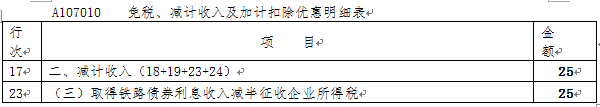 A107010 免税、减计收入及加计扣除优惠明细表
行次 项 目 金额
17 二、减计收入（18+19+23+24） 25
23 （三）取得铁路债券利息收入减半征收企业所得税 25